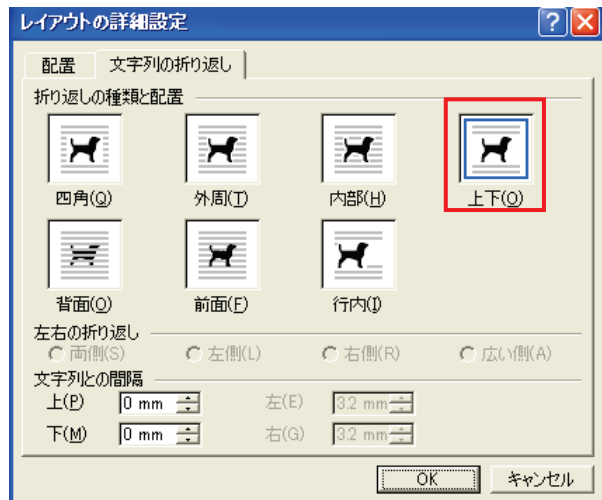 レイアウトの詳細設定
配置 文字列の折り返し
折り返しの種類と配置
四角(Q) 外周(T) 内部(H) 上下(O)
背面(O) 前面(F) 行内(I)
左右の折り返し
両側(S) 左側(L) 右側(R) 広い側(A)
文字列との間隔
上(P) 0 mm 左(E) 3.2 mm
下(M) 0 mm 右(G) 3.2 mm
OK キャンセル